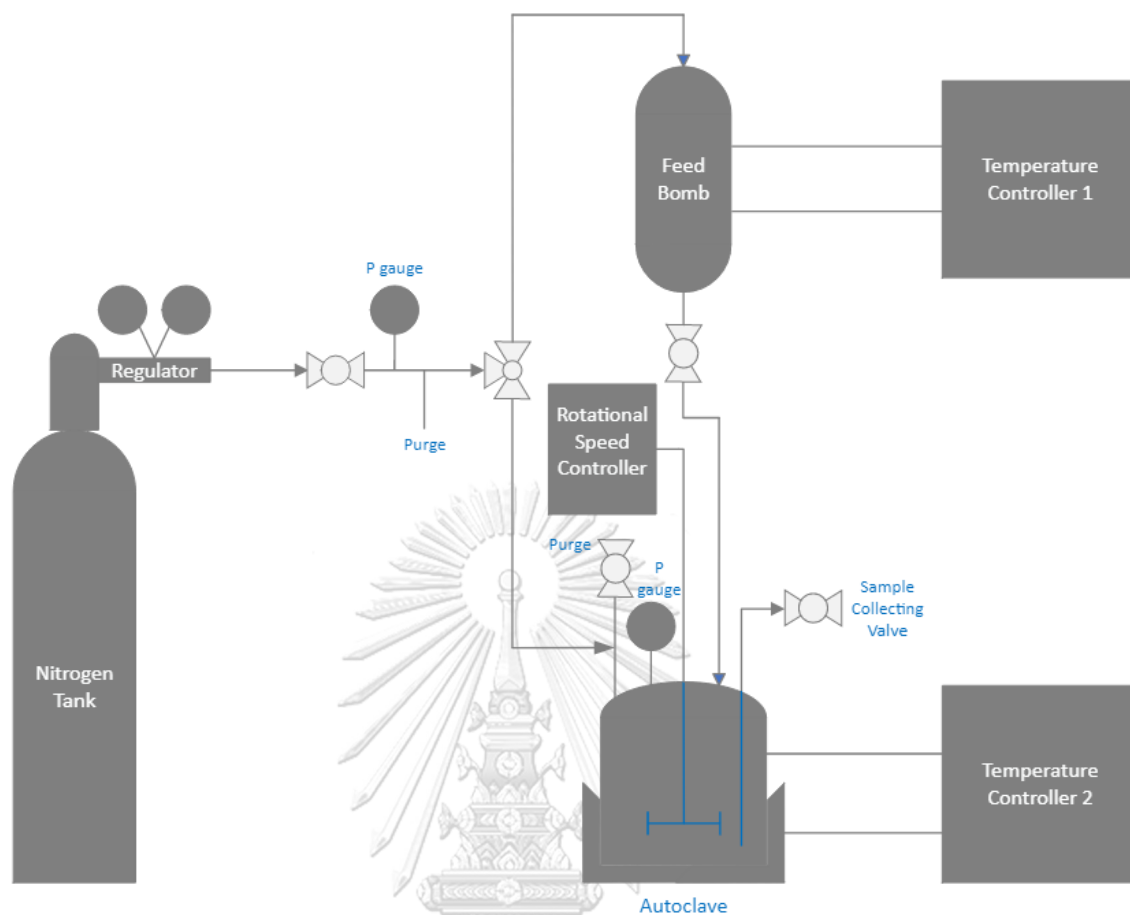 Feed
Bomb
Temperature
Controller 1
P gauge
Regulator
Purge
Rotational
Speed
Controller
Purge
P
gauge
Sample
Collecting
Valve
Nitrogen
Tank
Temperature
Controller 2
Autoclave